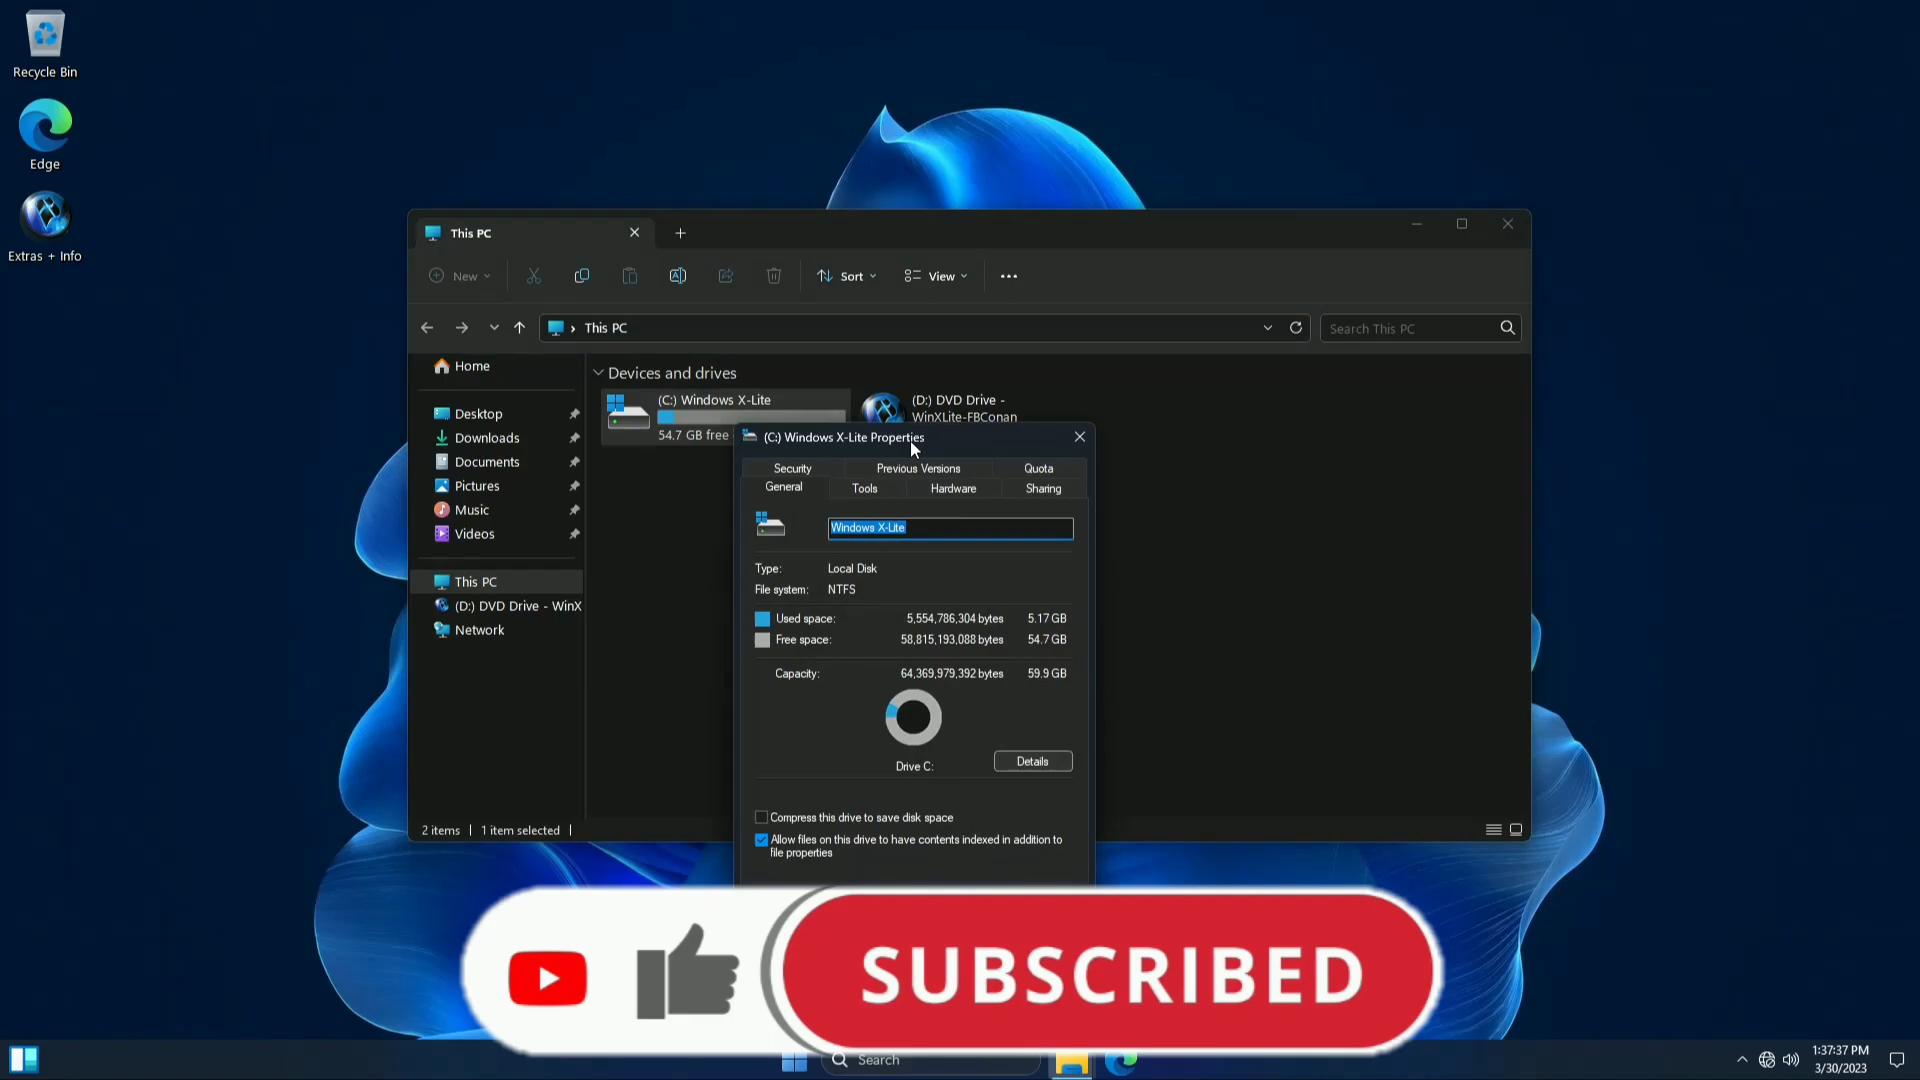 Recycle Bin
Edge
Extras + Info
This PC
New
Sort
View
This PC
Search This PC
Home
Desktop
Downloads
Documents
Pictures
Music
Videos
This PC
(D:) DVD Drive - WinX
Network
Devices and drives
(C:) Windows X-Lite
54.7 GB free
(D:) DVD Drive -
WinXLite-FBConan
(C:) Windows X-Lite Properties
Security Previous Versions Quota
General Tools Hardware Sharing
Windows X-Lite
Type: Local Disk
File system: NTFS
Used space: 5,554,786,304 bytes 5.17 GB
Free space: 58,815,193,088 bytes 54.7 GB
Capacity: 64,369,979,392 bytes 59.9 GB
Drive C:
Details
Compress this drive to save disk space
Allow files on this drive to have contents indexed in addition to
file properties
2 items
1 item selected
SUBSCRIBED
Search
1:37:37 PM
3/30/2023